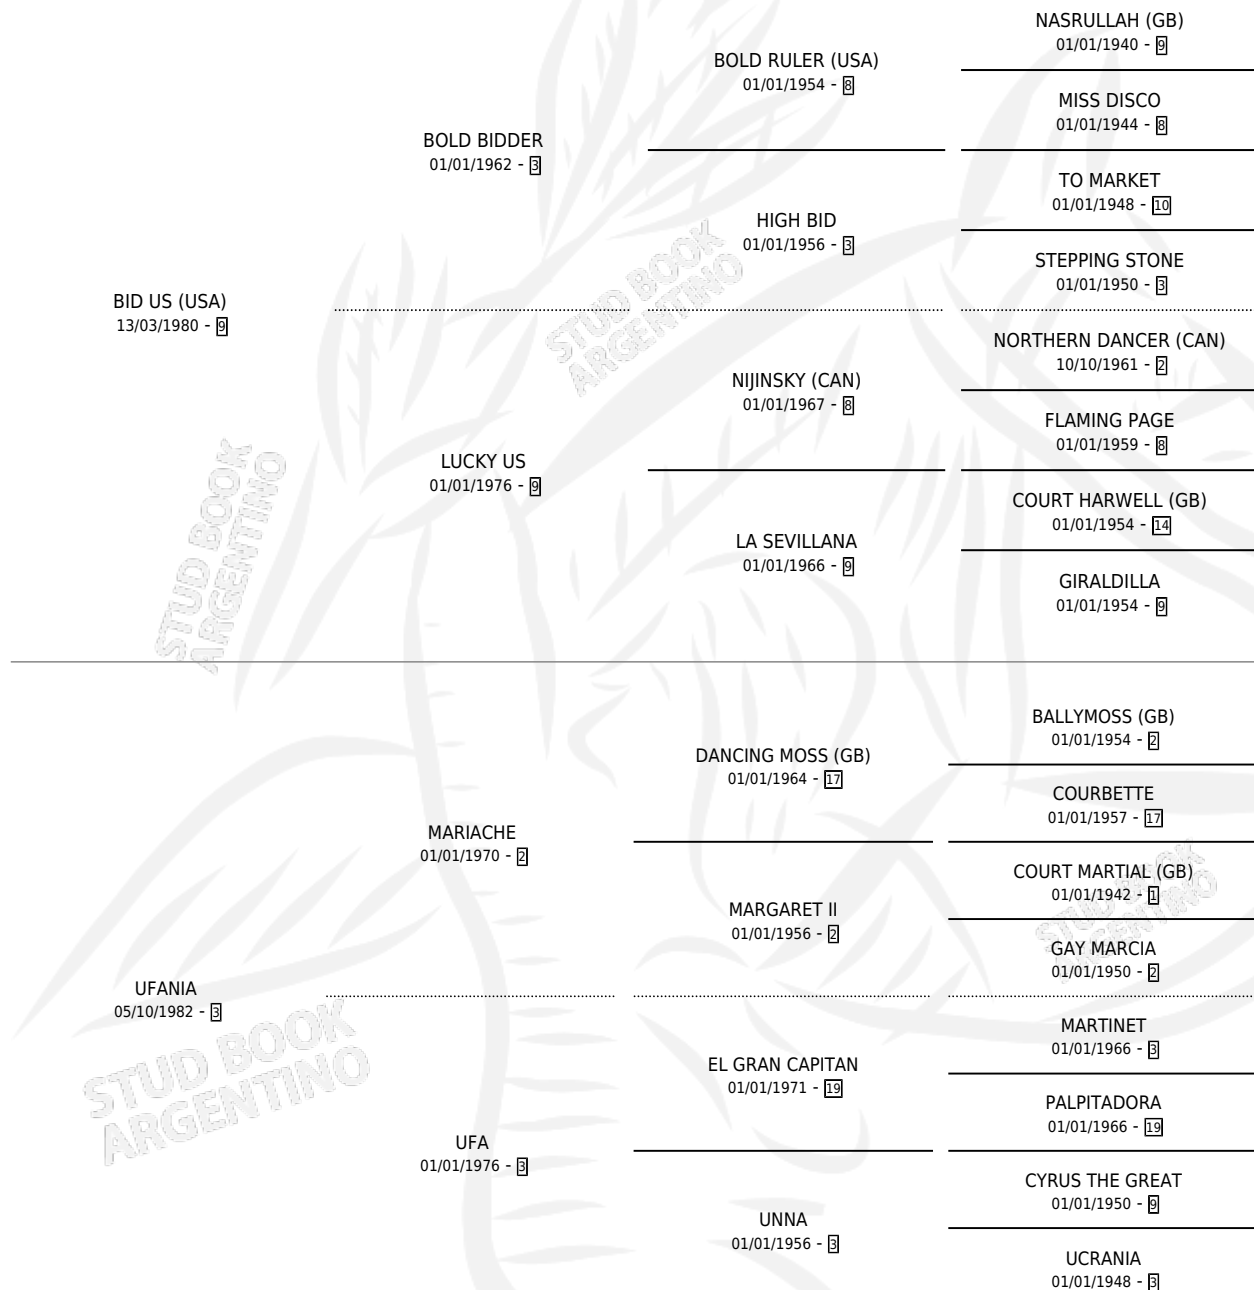 NASRULLAH (GB)
01/01/1940 - 9
BOLD RULER (USA)
01/01/1954 - 8
MISS DISCO
01/01/1944 - 8
BOLD BIDDER
01/01/1962 - 3
TO MARKET
01/01/1948 - 10
HIGH BID
01/01/1956 - 3
STEPPING STONE
01/01/1950 - 3
BID US (USA)
13/03/1980 - 9
NORTHERN DANCER (CAN)
10/10/1961 - 2
NIJINSKY (CAN)
01/01/1967 - 8
FLAMING PAGE
01/01/1959 - 8
LUCKY US
01/01/1976 - 9
COURT HARWELL (GB)
01/01/1954 - 14
LA SEVILLANA
01/01/1966 - 9
GIRALDILLA
01/01/1954 - 9
BALLYMOSS (GB)
01/01/1954 - 2
DANCING MOSS (GB)
01/01/1964 - 17
COURBETTE
01/01/1957 - 17
MARIACHE
01/01/1970 - 2
COURT MARTIAL (GB)
01/01/1942 - 1
MARGARET II
01/01/1956 - 2
GAY MARCIA
01/01/1950 - 2
UFANIA
05/10/1982 - 3
MARTINET
01/01/1966 - 3
EL GRAN CAPITAN
01/01/1971 - 19
PALPITADORA
01/01/1966 - 19
UFA
01/01/1976 - 3
CYRUS THE GREAT
01/01/1950 - 9
UNNA
01/01/1956 - 3
UCRANIA
01/01/1948 - 3
STUD BOOK
ARGENTINO
STUD BOOK
ARGENTINO
STUD BOOK
ARGENTINO
STUD BOOK
ARGENTINO